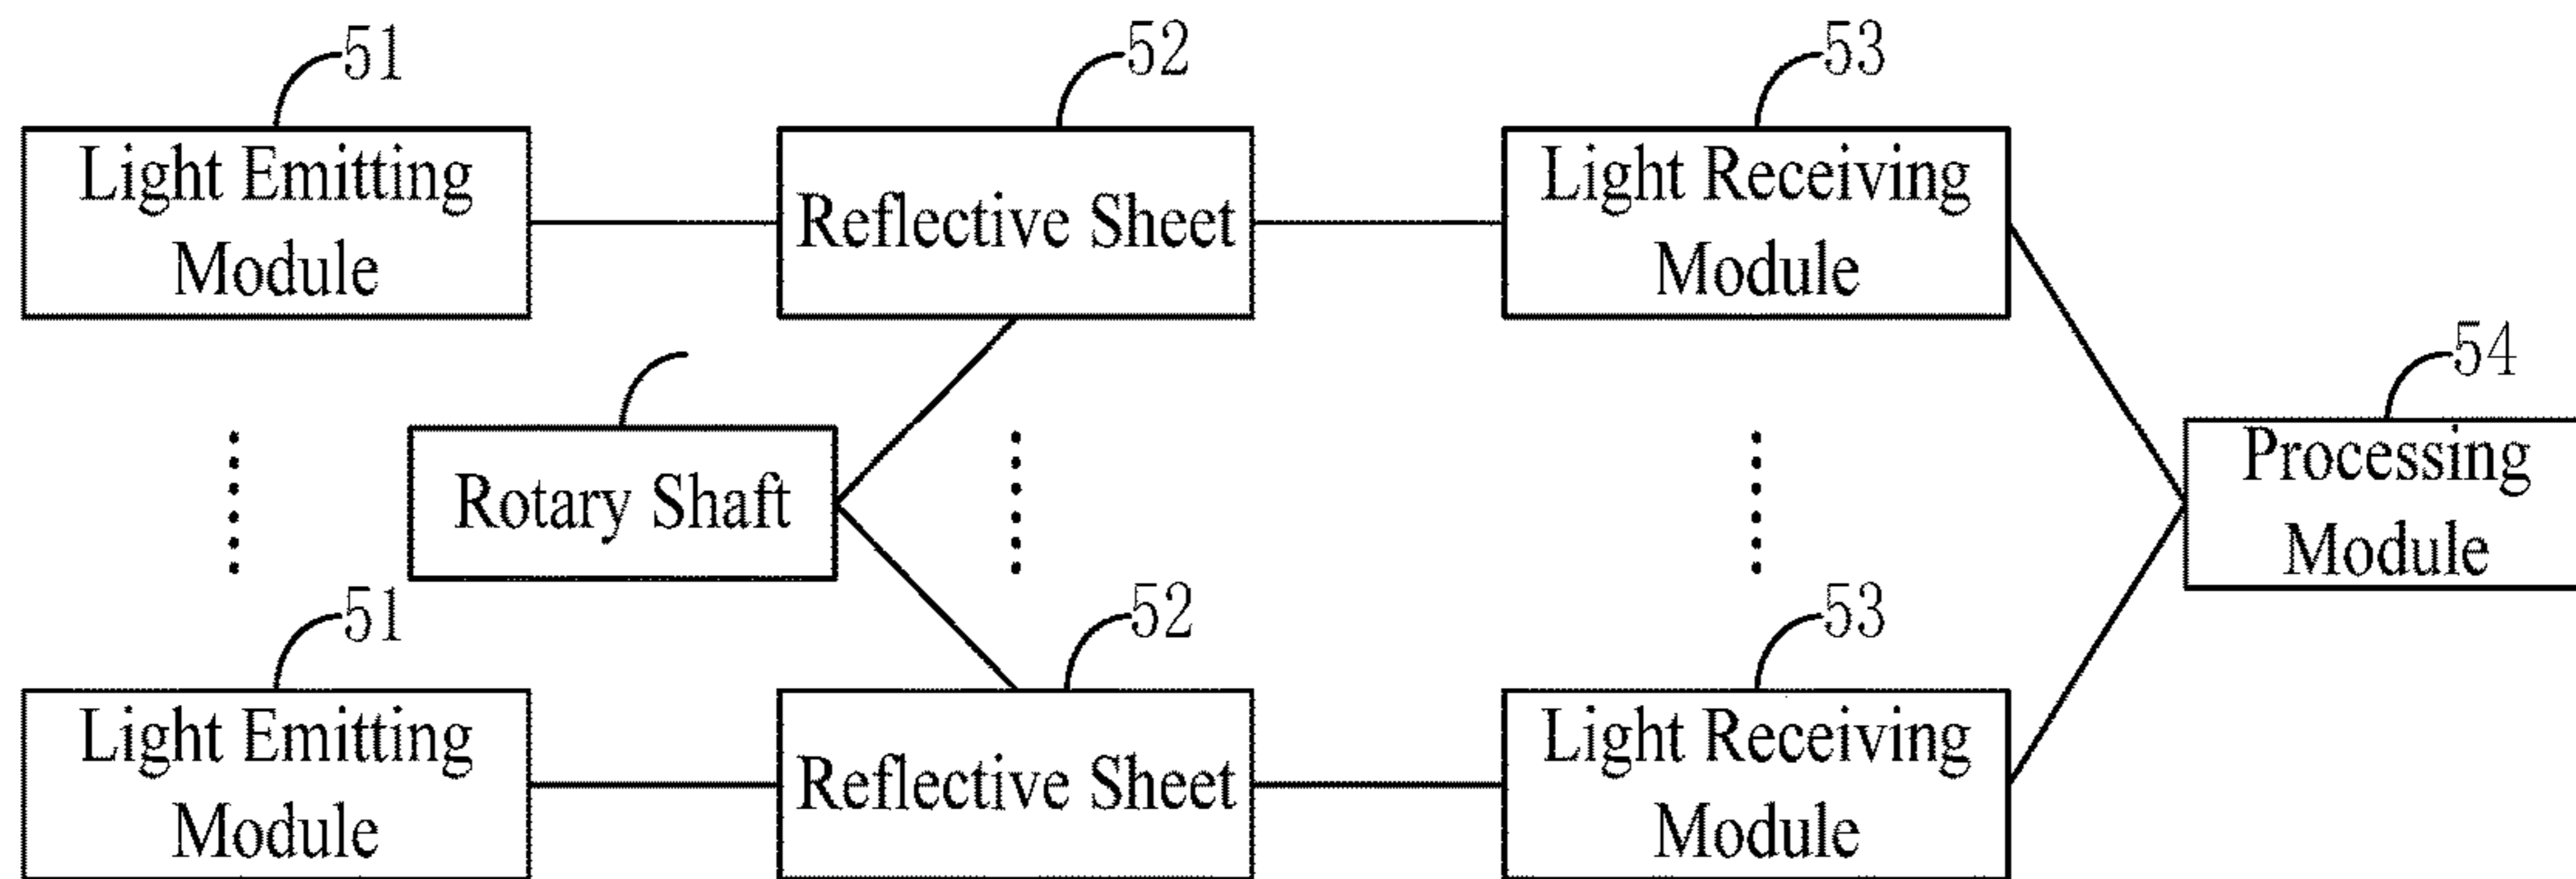 51
52
53
Light Emitting
Module
Reflective Sheet
Light Receiving
Module
54
Rotary Shaft
Processing
Module
51
52
53
Light Emitting
Module
Reflective Sheet
Light Receiving
Module